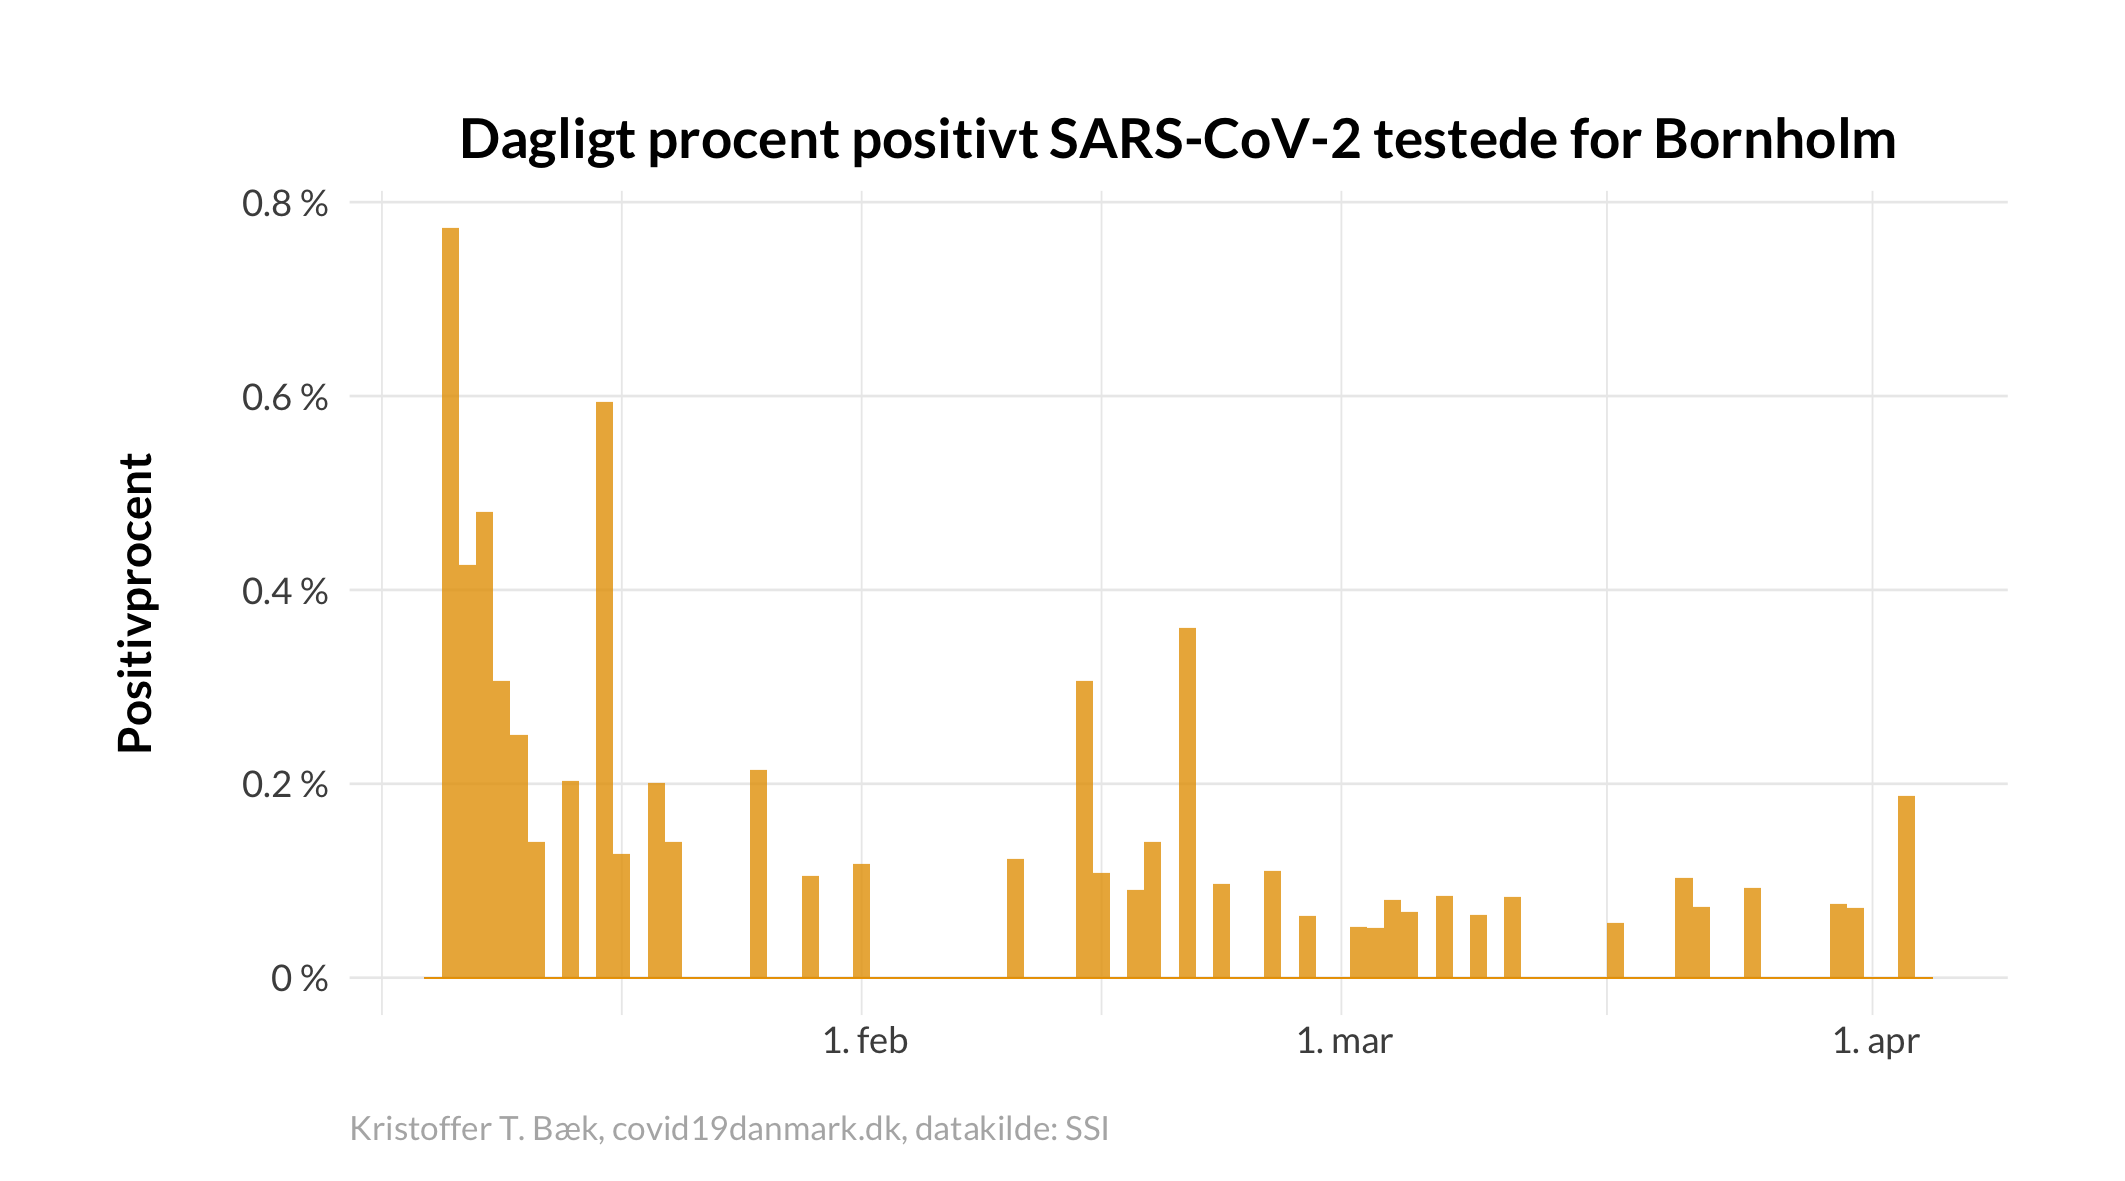 Dagligt procent positivt SARS-CoV-2 testede for Bornholm
Positivprocent
0.8 %
0.6 %
0.4 %
0.2 %
0 %
1. feb
1. mar
1. apr
Kristoffer T. Bæk, covid19danmark.dk, datakilde: SSI